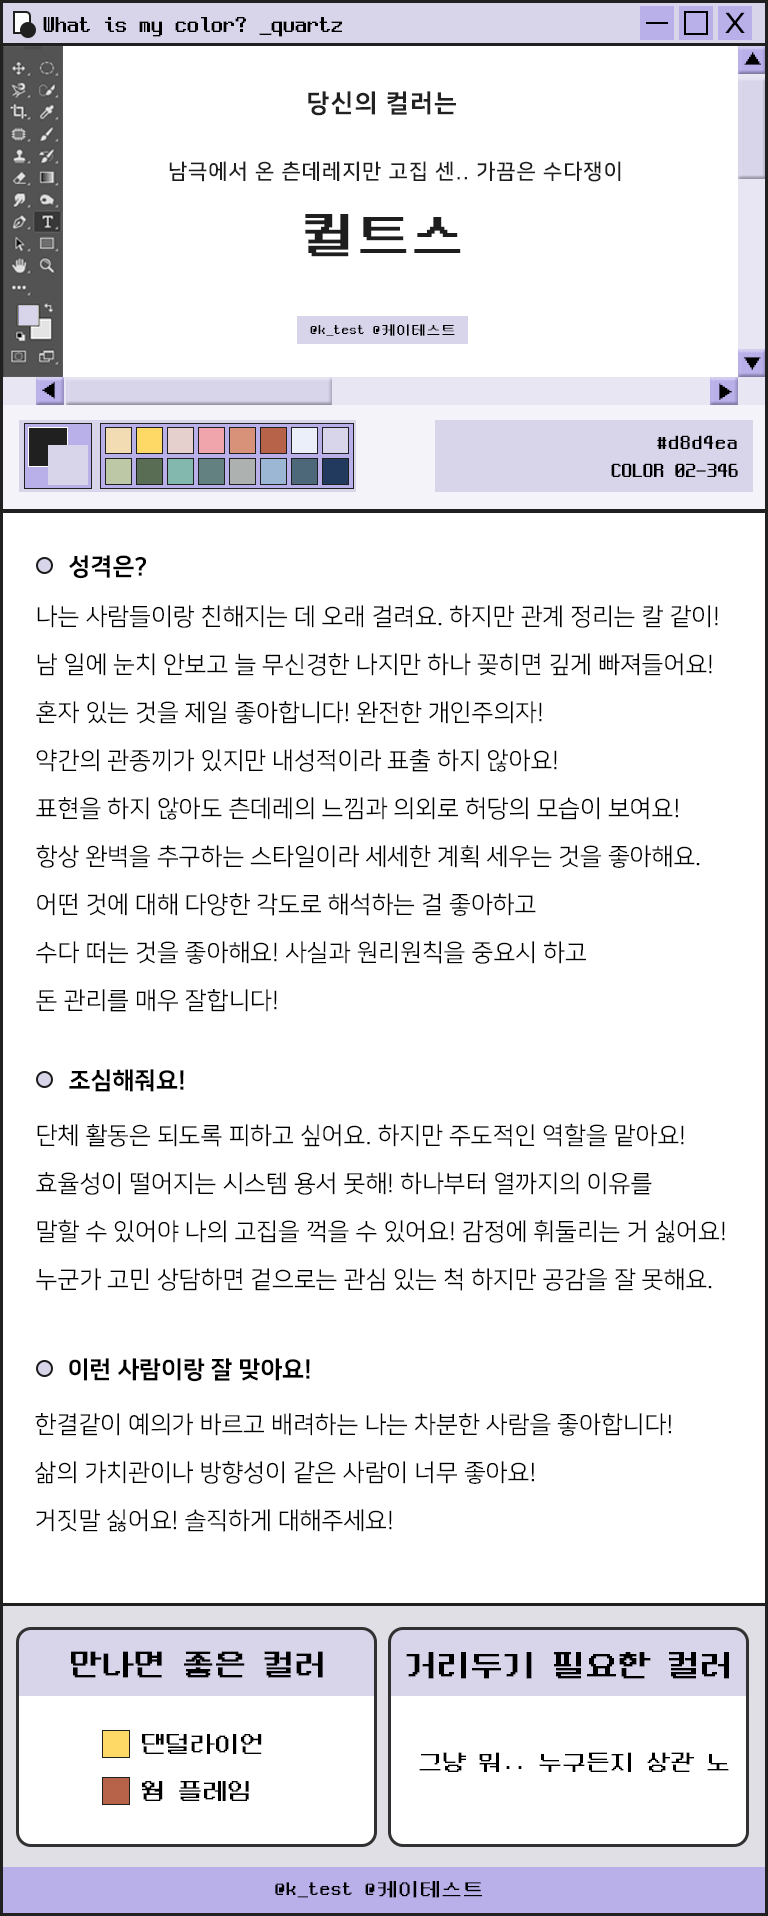 What is my color? _quartz
X
당신의 컬러는
남극에서 온 츤데레지만 고집 센.. 가끔은 수다쟁이
쿼트스
@k_test @케이테스트
T
#d8d4ea
COLOR 02-346
성격은?
나는 사람들이랑 친해지는 데 오래 걸려요. 하지만 관계 정리는 칼 같이!
남 일에 눈치 안보고 늘 무신경한 나지만 하나 꽂히면 깊게 빠져들어요!
혼자 있는 것을 제일 좋아합니다! 완전한 개인주의자!
약간의 관종끼가 있지만 내성적이라 표출 하지 않아요!
표현을 하지 않아도 츤데레의 느낌과 의외로 허당의 모습이 보여요!
항상 완벽을 추구하는 스타일이라 세세한 계획 세우는 것을 좋아해요.
어떤 것에 대해 다양한 각도로 해석하는 걸 좋아하고
수다 떠는 것을 좋아해요! 사실과 원리원칙을 중요시 하고
돈 관리를 매우 잘합니다!
조심해줘요!
단체 활동은 되도록 피하고 싶어요. 하지만 주도적인 역할을 맡아요!
효율성이 떨어지는 시스템 용서 못해! 하나부터 열까지의 이유를
말할 수 있어야 나의 고집을 꺽을 수 있어요! 감정에 휘둘리는 거 싫어요!
누군가 고민 상담하면 겉으로는 관심 있는 척 하지만 공감을 잘 못해요.
이런 사람이랑 잘 맞아요!
한결같이 예의가 바르고 배려하는 나는 차분한 사람을 좋아합니다!
삶의 가치관이나 방향성이 같은 사람이 너무 좋아요!
거짓말 싫어요! 솔직하게 대해주세요!
만나면 좋은 컬러
댄덜라이언
웜 플레임
거리두기 필요한 컬러
그냥 뭐.. 누구든지 상관 노
@k_test @케이테스트